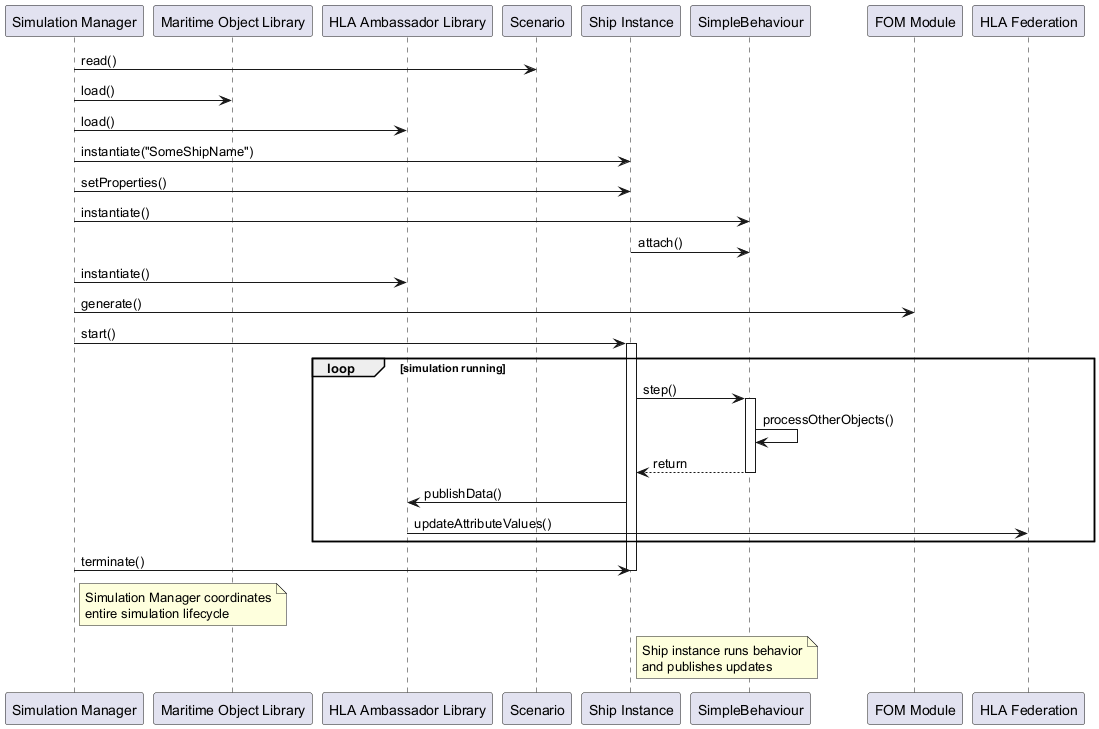 Simulation Manager
Maritime Object Library
HLA Ambassador Library
Scenario
Ship Instance
SimpleBehaviour
FOM Module
HLA Federation
read()
load()
load()
instantiate("SomeShipName")
setProperties()
instantiate()
attach()
instantiate()
generate()
start()
loop
[simulation running]
step()
processOtherObjects()
return
publishData()
updateAttributeValues()
terminate()
Simulation Manager coordinates
entire simulation lifecycle
Ship instance runs behavior
and publishes updates
Simulation Manager
Maritime Object Library
HLA Ambassador Library
Scenario
Ship Instance
SimpleBehaviour
FOM Module
HLA Federation